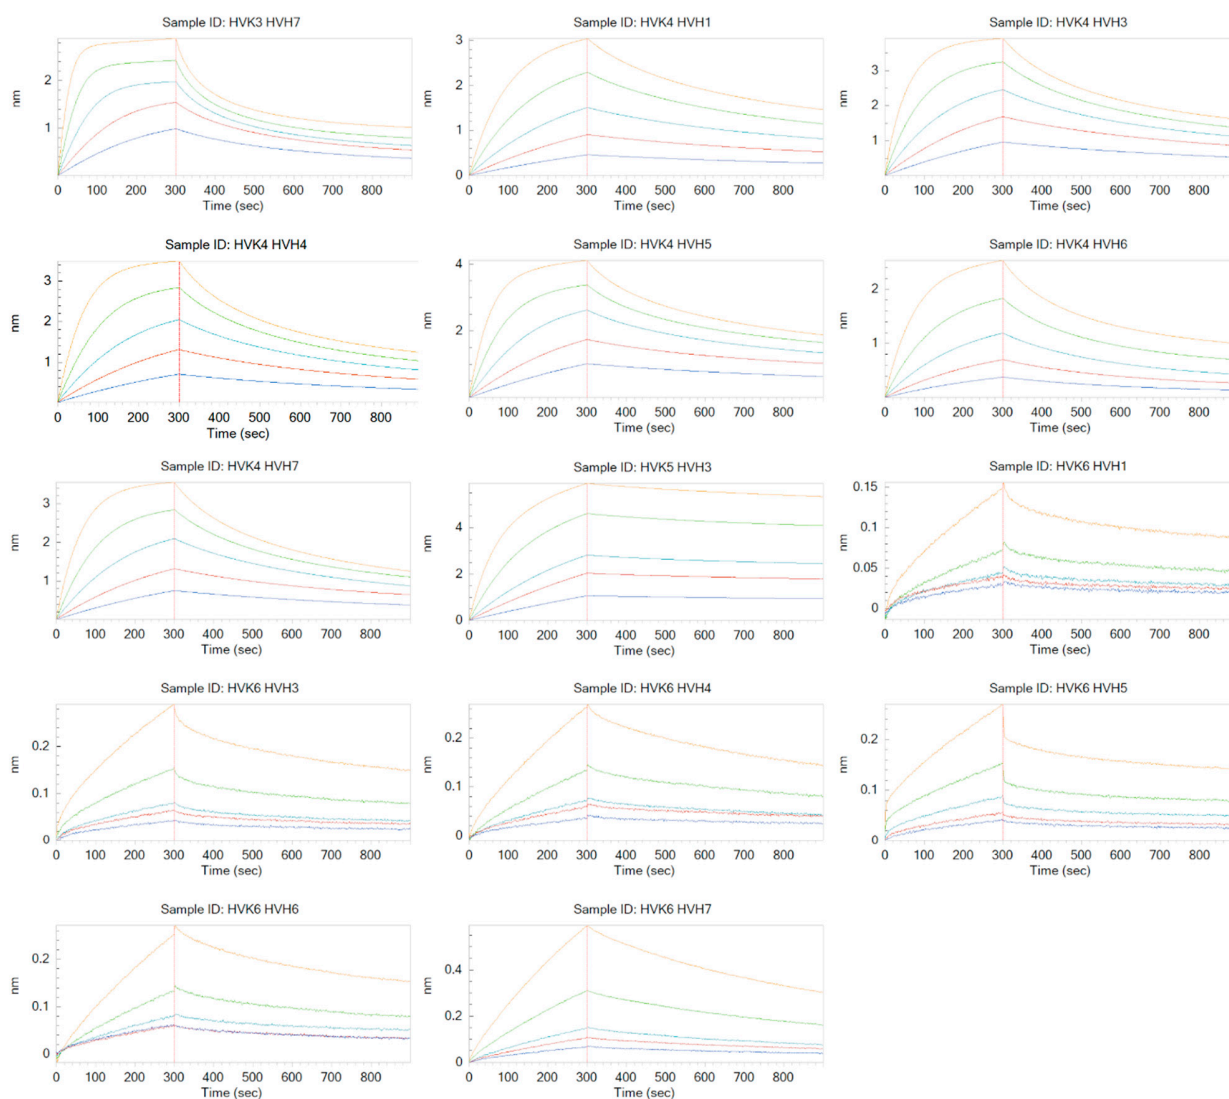 Sample ID: HVK3 HVH7
Sample ID: HVK4 HVH1
Sample ID: HVK4 HVH3
nm
2
1
0 100 200 300 400 500 600 700 800
Time (sec)
nm
3
2
1
0
0 100 200 300 400 500 600 700 800
Time (sec)
nm
3
2
1
0 100 200 300 400 500 600 700 800
Time (sec)
Sample ID: HVK4 HVH4
Sample ID: HVK4 HVH5
Sample ID: HVK4 HVH6
nm
3
2
1
0 100 200 300 400 500 600 700 800
Time (sec)
nm
4
2
0 100 200 300 400 500 600 700 800
Time (sec)
nm
2
1
0 100 200 300 400 500 600 700 800
Time (sec)
Sample ID: HVK4 HVH7
Sample ID: HVK5 HVH3
Sample ID: HVK6 HVH1
nm
3
2
1
0 100 200 300 400 500 600 700 800
Time (sec)
nm
4
2
0
0 100 200 300 400 500 600 700 800
Time (sec)
nm
0.15
0.1
0.05
0
0 100 200 300 400 500 600 700 800
Time (sec)
Sample ID: HVK6 HVH3
Sample ID: HVK6 HVH4
Sample ID: HVK6 HVH5
nm
0.2
0.1
0
0 100 200 300 400 500 600 700 800
Time (sec)
nm
0.2
0.1
0
0 100 200 300 400 500 600 700 800
Time (sec)
nm
0.2
0.1
0
0 100 200 300 400 500 600 700 800
Time (sec)
Sample ID: HVK6 HVH6
Sample ID: HVK6 HVH7
nm
0.2
0.1
0
0 100 200 300 400 500 600 700 800
Time (sec)
nm
0.4
0.2
0
0 100 200 300 400 500 600 700 800
Time (sec)